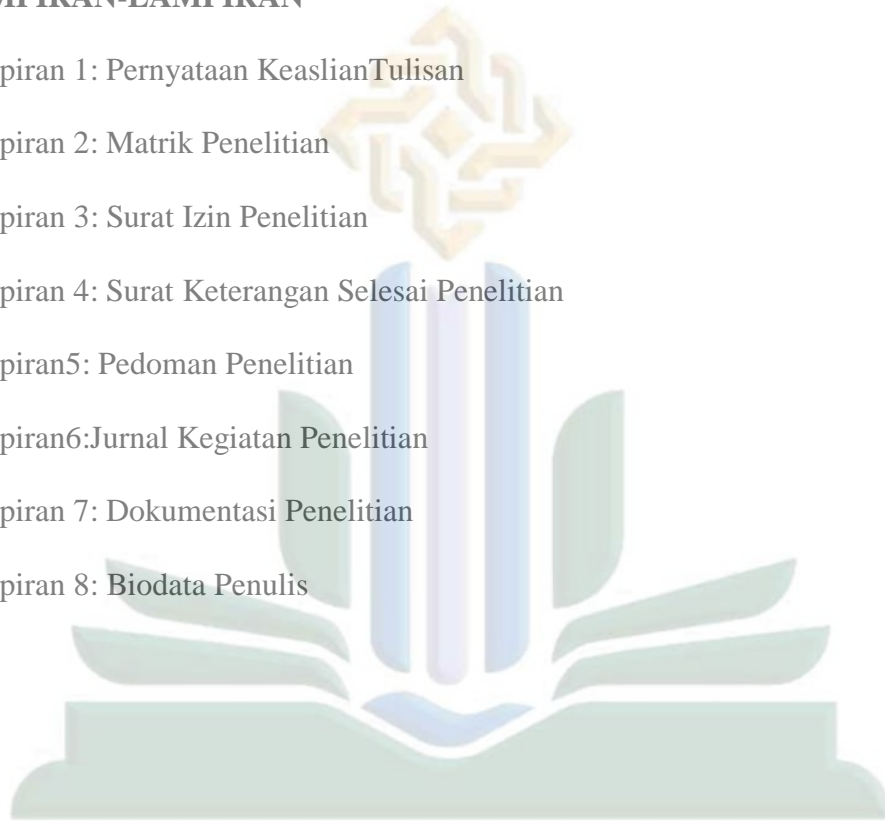 MPIRAN-LAMPIRAN
piran 1: Pernyataan KeaslianTulisan
piran 2: Matrik Penelitian
piran 3: Surat Izin Penelitian
piran 4: Surat Keterangan Selesai Penelitian
piran5: Pedoman Penelitian
piran6:Jurnal Kegiatan Penelitian
piran 7: Dokumentasi Penelitian
piran 8: Biodata Penulis